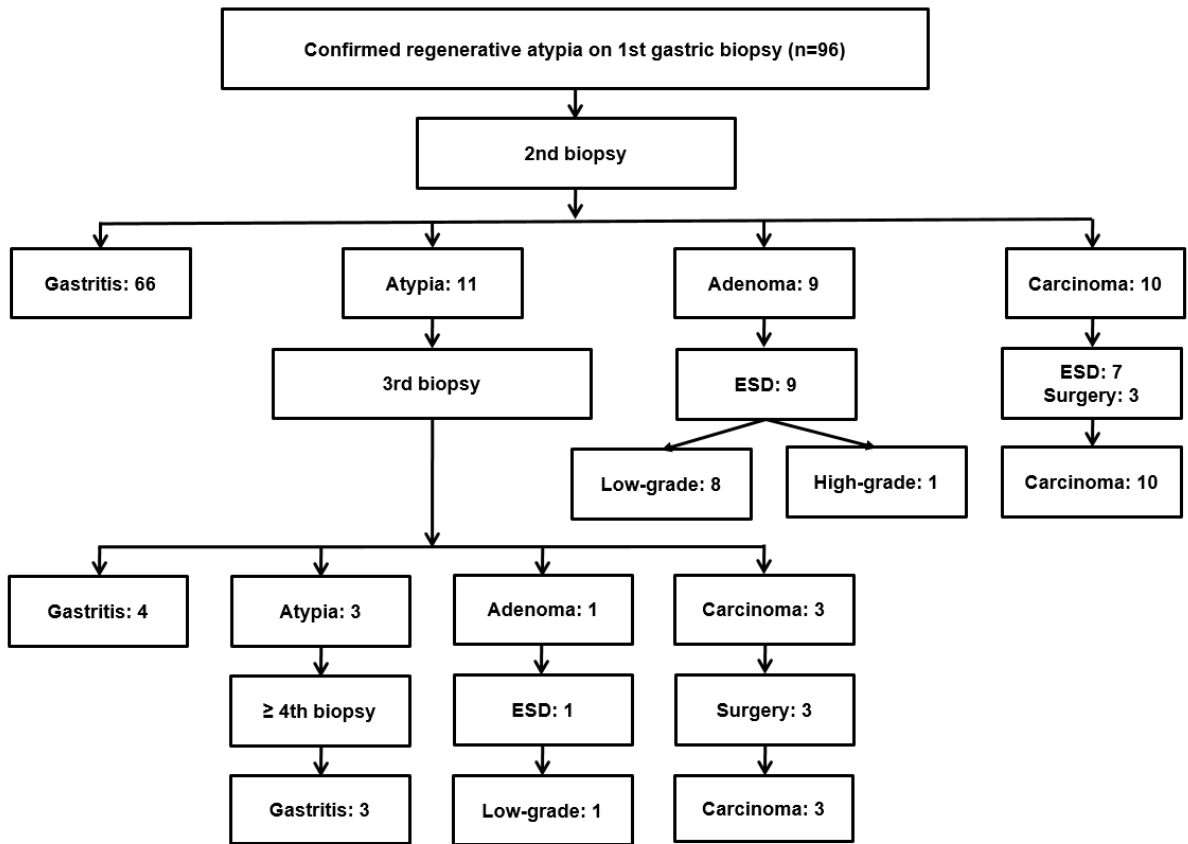 Confirmed regenerative atypia on 1st gastric biopsy (n=96)
2nd biopsy
Gastritis: 66
Atypia: 11
Adenoma: 9
Carcinoma: 10
3rd biopsy
ESD: 9
ESD: 7
Surgery: 3
Low-grade: 8
High-grade: 1
Carcinoma: 10
Gastritis: 4
Atypia: 3
Adenoma: 1
Carcinoma: 3
≥ 4th biopsy
ESD: 1
Surgery: 3
Gastritis: 3
Low-grade: 1
Carcinoma: 3